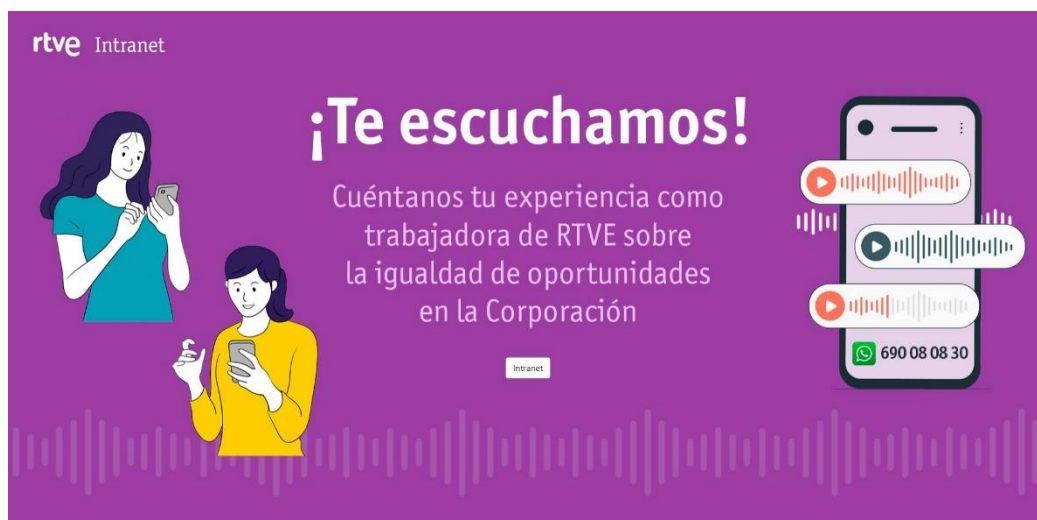 rtve Intranet
¡Te escuchamos!
Cuéntanos tu experiencia como
trabajadora de RTVE sobre
la igualdad de oportunidades
en la Corporación
Intranet
690 08 08 30